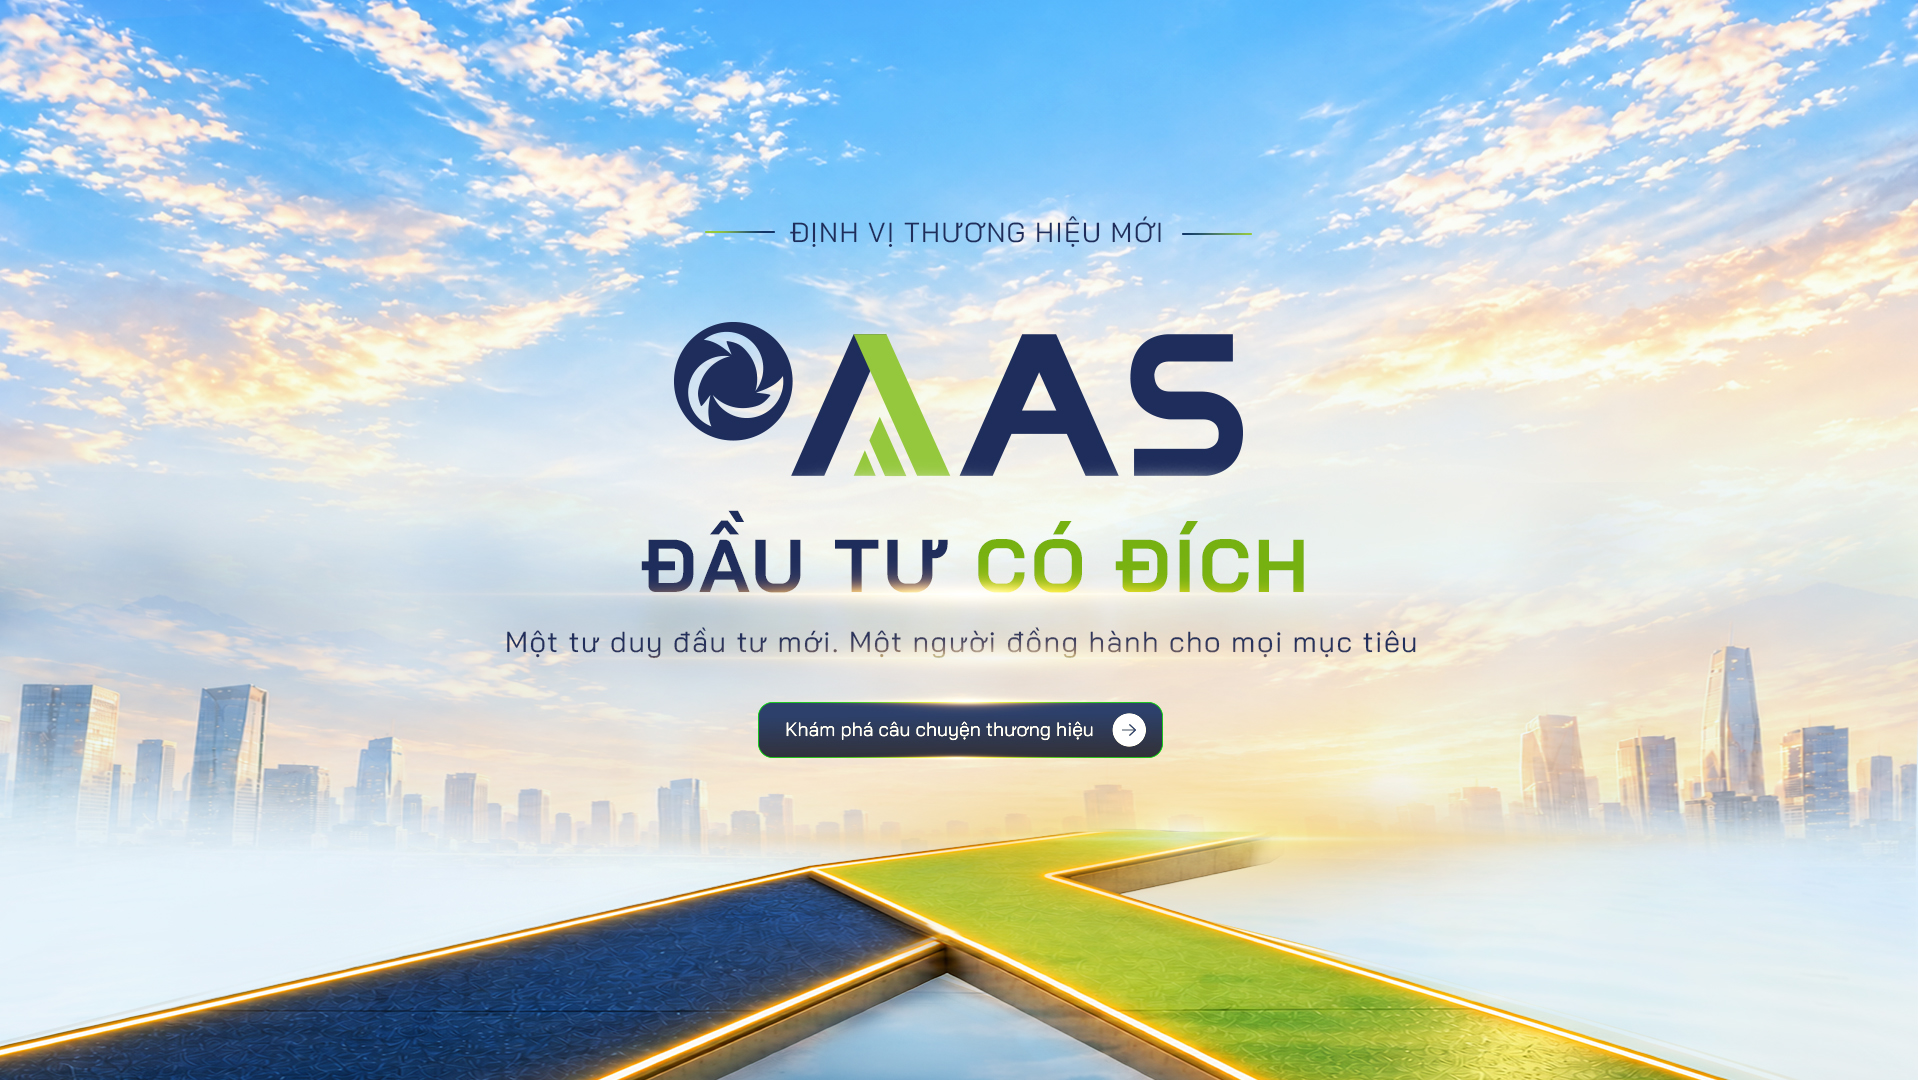 ĐỊNH VỊ THƯƠNG HIỆU MỚI
AAS
ĐẦU TƯ CÓ ĐÍCH
Một tư duy đầu tư mới. Một người đồng hành cho mọi mục tiêu
Khám phá câu chuyện thương hiệu